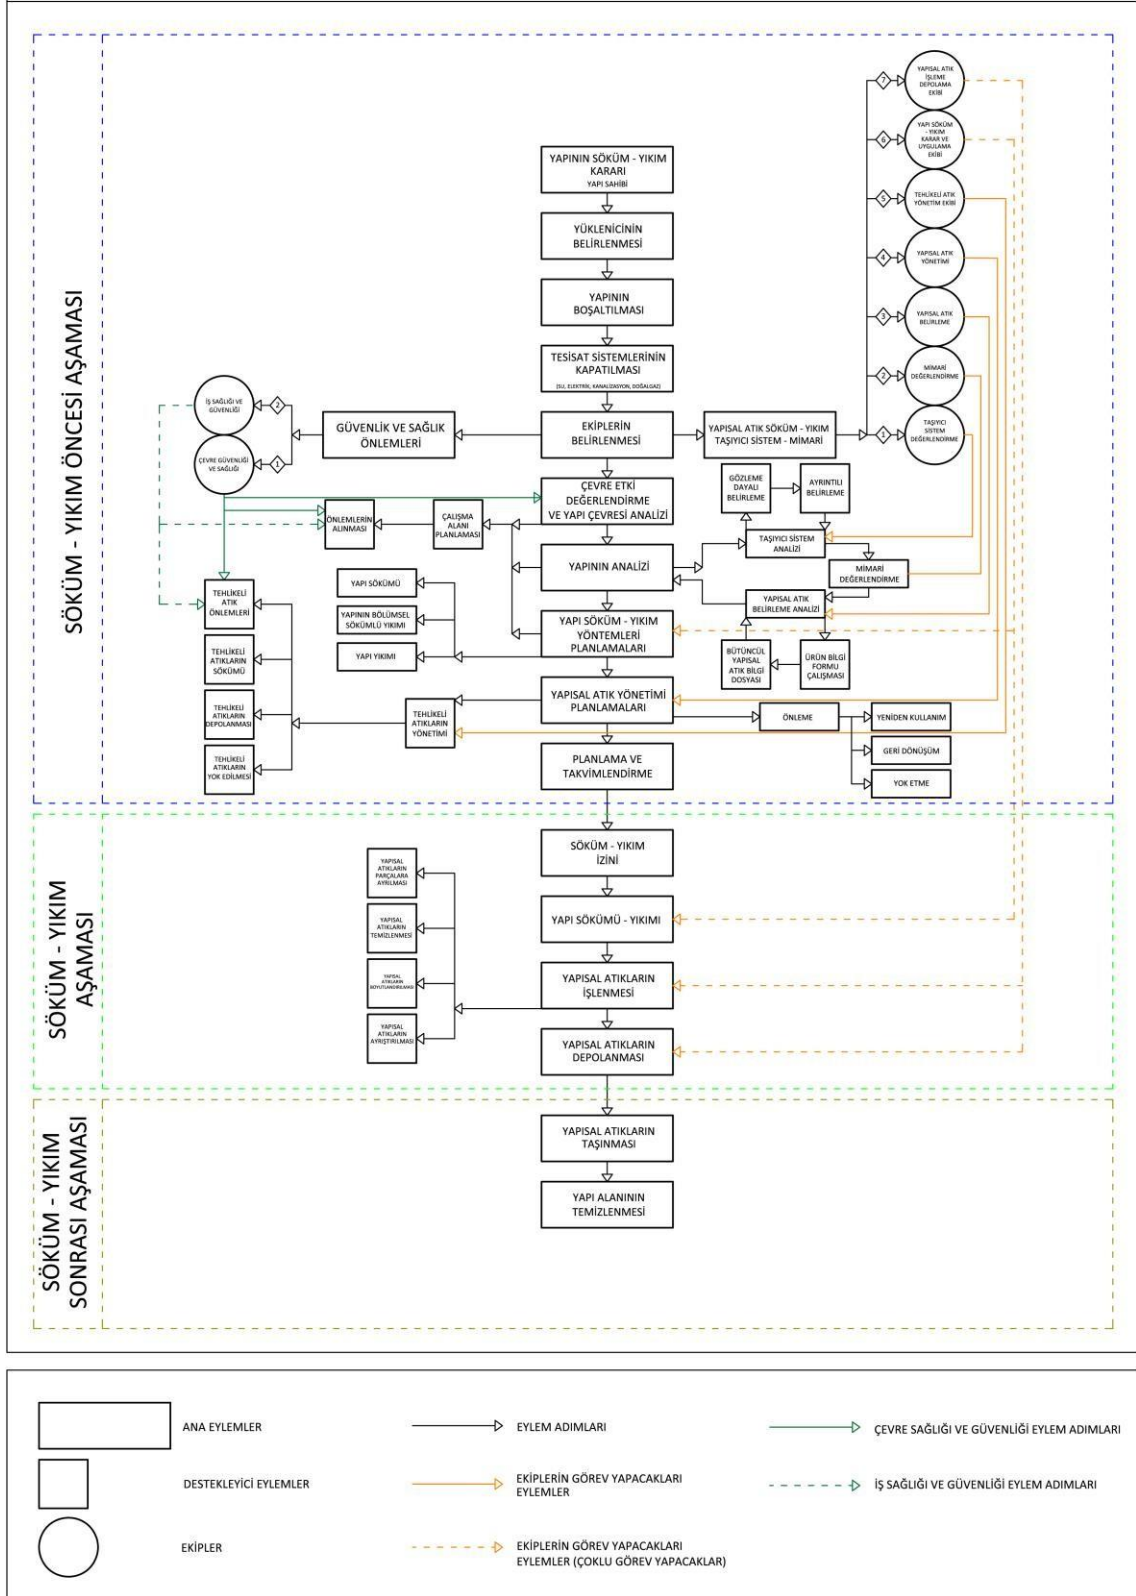 SÖKÜM - YIKIM ÖNCESİ AŞAMASI
YAPININ SÖKÜM - YIKIM
KARARI
YAPI SAHİBİ
YÜKLENİCİNİN
BELİRLENMESİ
YAPININ
BOŞALTILMASI
TESİSAT SİSTEMLERİNİN
KAPATILMASI
(SU, ELEKTRİK, KANALİZASYON, DOĞALGAZ)
EKİPLERİN
BELİRLENMESİ
GÜVENLİK VE SAĞLIK
ÖNLEMLERİ
2
İŞ SAĞLIĞI VE
GÜVENLİĞİ
1
ÇEVRE GÜVENLİĞİ
VE SAĞLIĞI
YAPISAL ATIK SÖKÜM - YIKIM
TAŞIYICI SİSTEM - MİMARİ
7
YAPISAL ATIK
İŞLEME
DEPOLAMA
EKİBİ
6
YAPI SÖKÜM
- YIKIM
KARAR VE
UYGULAMA
EKİBİ
5
TEHLİKELİ ATIK
YÖNETİM EKİBİ
4
YAPISAL ATIK
YÖNETİMİ
3
YAPISAL ATIK
BELİRLEME
2
MİMARİ
DEĞERLENDİRME
1
TAŞIYICI
SİSTEM
DEĞERLENDİRME
ÇEVRE ETKİ
DEĞERLENDİRME
VE YAPI ÇEVRESİ ANALİZİ
ÇALIŞMA
ALANI
PLANLAMASI
ÖNLEMLERİN
ALINMASI
GÖZLEME
DAYALI
BELİRLEME
AYRINTILI
BELİRLEME
TAŞIYICI SİSTEM
ANALİZİ
MİMARİ
DEĞERLENDİRME
YAPISAL ATIK
BELİRLEME ANALİZİ
BÜTÜNCÜL
YAPISAL
ATIK BİLGİ
DOSYASI
ÜRÜN BİLGİ
FORMU
ÇALIŞMASI
YAPININ ANALİZİ
YAPI SÖKÜM - YIKIM
YÖNTEMLERİ
PLANLAMALARI
YAPI SÖKÜMÜ
YAPININ BÖLÜMSEL
SÖKÜMLÜ YIKIMI
YAPI YIKIMI
TEHLİKELİ
ATIK
ÖNLEMLERİ
TEHLİKELİ
ATIKLARIN
SÖKÜMÜ
TEHLİKELİ
ATIKLARIN
DEPOLANMASI
TEHLİKELİ
ATIKLARIN
YOK EDİLMESİ
TEHLİKELİ
ATIKLARIN
YÖNETİMİ
YAPISAL ATIK YÖNETİMİ
PLANLAMALARI
ÖNLEME
YENİDEN KULLANIM
GERİ DÖNÜŞÜM
YOK ETME
PLANLAMA VE
TAKVİMLENDİRME
SÖKÜM - YIKIM
AŞAMASI
SÖKÜM - YIKIM
İZİNİ
YAPI SÖKÜMÜ - YIKIMI
YAPISAL ATIKLARIN
İŞLENMESİ
YAPISAL
ATIKLARIN
PARÇALARA
AYRILMASI
YAPISAL
ATIKLARIN
TEMİZLENMESİ
YAPISAL
ATIKLARIN
BOYUTLANDIRILMASI
YAPISAL
ATIKLARIN
AYRIŞTIRILMASI
YAPISAL ATIKLARIN
DEPOLANMASI
SÖKÜM - YIKIM
SONRASI AŞAMASI
YAPISAL ATIKLARIN
TAŞINMASI
YAPI ALANININ
TEMİZLENMESİ
ANA EYLEMLER
DESTEKLEYİCİ EYLEMLER
EKİPLER
EYLEM ADIMLARI
EKİPLERİN GÖREV YAPACAKLARI
EYLEMLER
EKİPLERİN GÖREV YAPACAKLARI
EYLEMLER (ÇOKLU GÖREV YAPACAKLAR)
ÇEVRE SAĞLIĞI VE GÜVENLİĞİ EYLEM ADIMLARI
İŞ SAĞLIĞI VE GÜVENLİĞİ EYLEM ADIMLARI